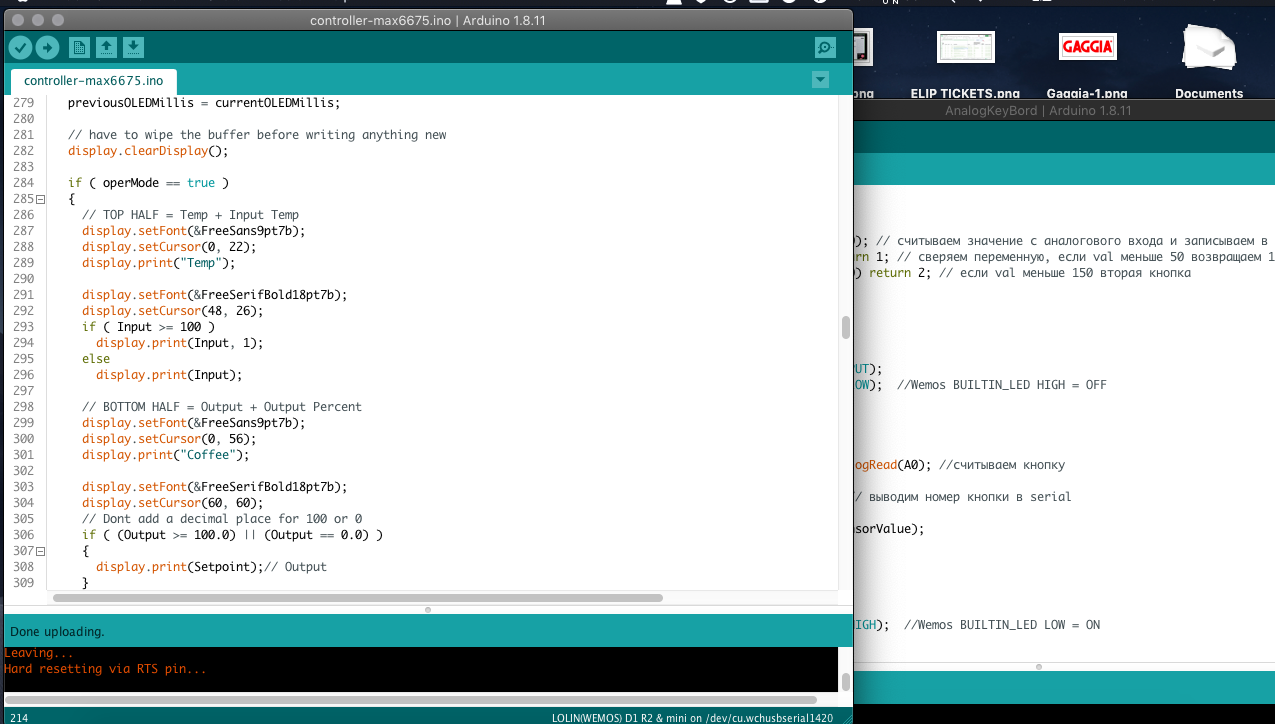 controller-max6675.ino | Arduino 1.8.11
controller-max6675.ino
279 previousOLEDMillis = currentOLEDMillis;
280
281 // have to wipe the buffer before writing anything new
282 display.clearDisplay();
283
284 if ( operMode == true )
285 {
286 // TOP HALF = Temp + Input Temp
287 display.setFont(&FreeSans9pt7b);
288 display.setCursor(0, 22);
289 display.print("Temp");
290
291 display.setFont(&FreeSerifBold18pt7b);
292 display.setCursor(48, 26);
293 if ( Input >= 100 )
294 display.print(Input, 1);
295 else
296 display.print(Input);
297
298 // BOTTOM HALF = Output + Output Percent
299 display.setFont(&FreeSans9pt7b);
300 display.setCursor(0, 56);
301 display.print("Coffee");
302
303 display.setFont(&FreeSerifBold18pt7b);
304 display.setCursor(60, 60);
305 // Dont add a decimal place for 100 or 0
306 if ( (Output >= 100.0) || (Output == 0.0) )
307 {
308 display.print(Setpoint);// Output
309 }
Done uploading.
Leaving...
Hard resetting via RTS pin...
214
LOLIN(WEMOS) D1 R2 & mini on /dev/cu.wchusbserial1420
GAGGIA
png
ELIP TICKETS.png
Gaggia-1.png
Documents
AnalogKeyBord | Arduino 1.8.11
); // считываем значение с аналогового входа и записываем в
rn 1; // сверяем переменную, если val меньше 50 возвращаем 1
) return 2; // если val меньше 150 вторая кнопка
UT);
OW); //Wemos BUILTIN_LED HIGH = OFF
ogRead(A0); //считываем кнопку
/ выводим номер кнопки в serial
sorValue);
IGH); //Wemos BUILTIN_LED LOW = ON